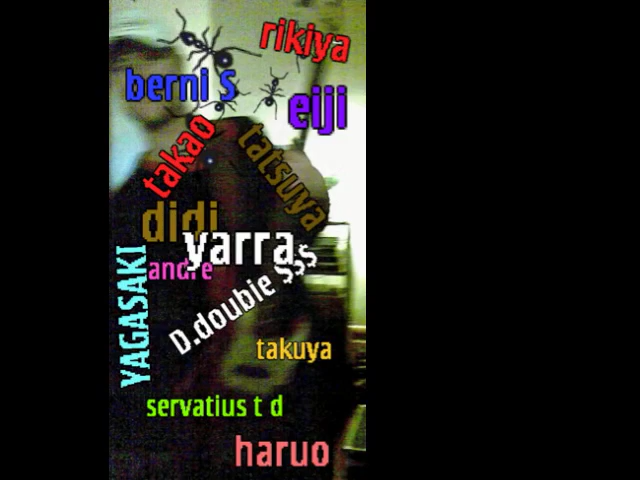 rikiya
berni S
eiji
takao
tatsuya
didi
yarra
andre
YAGASAKI
D.doubie $$$
takuya
servatius t d
haruo